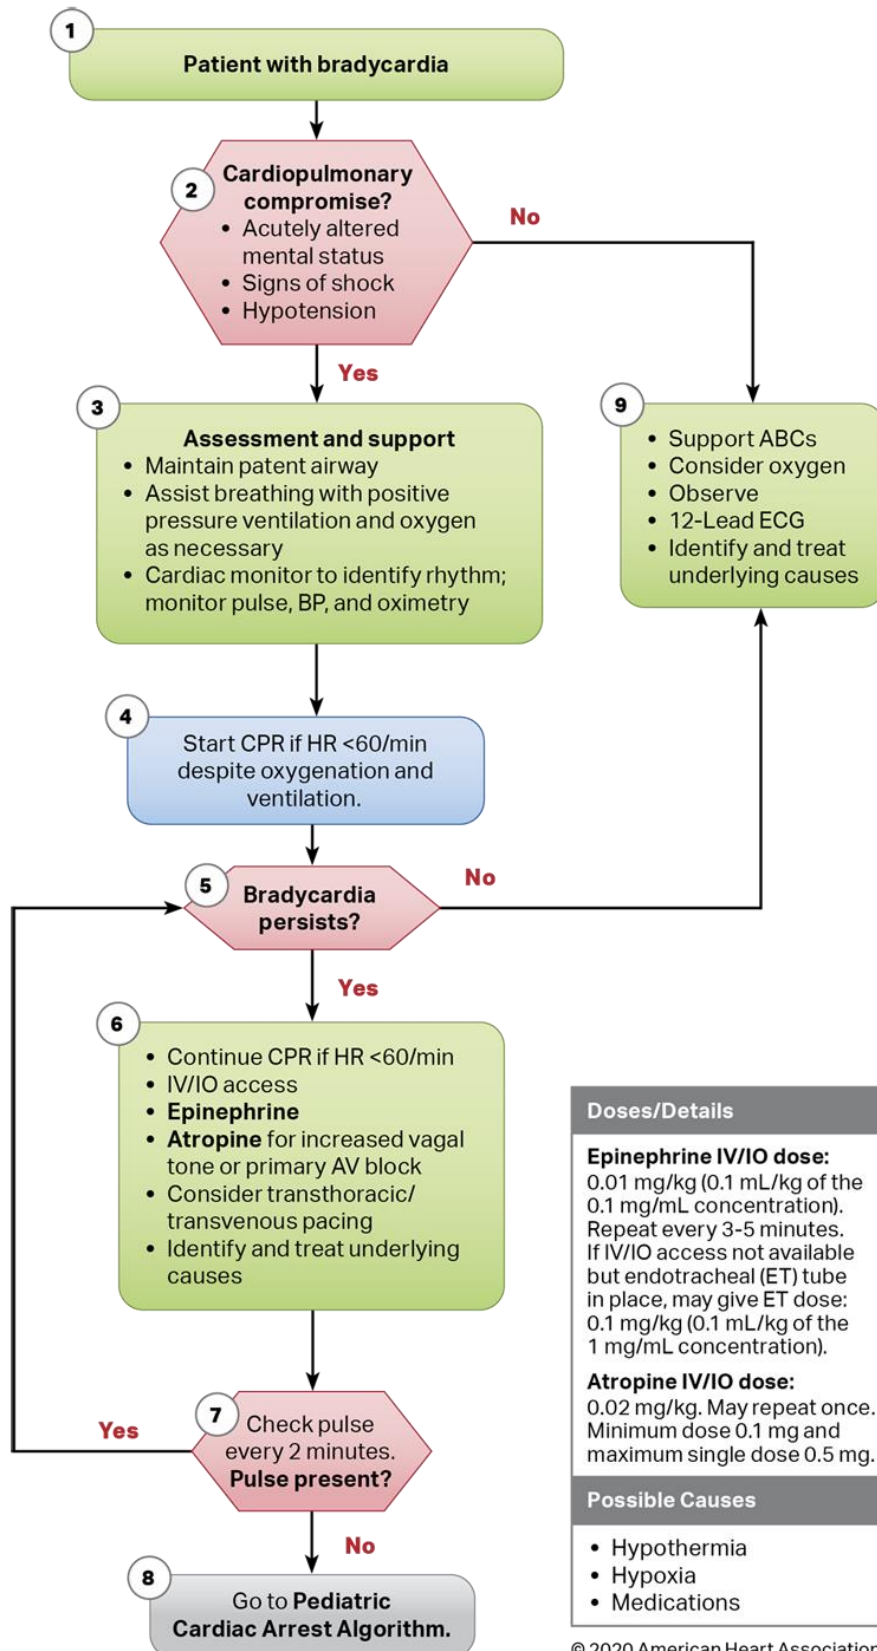 1
Patient with bradycardia
2
Cardiopulmonary
compromise?
• Acutely altered
mental status
• Signs of shock
• Hypotension
No
Yes
3
Assessment and support
• Maintain patent airway
• Assist breathing with positive
pressure ventilation and oxygen
as necessary
• Cardiac monitor to identify rhythm;
monitor pulse, BP, and oximetry
9
• Support ABCs
• Consider oxygen
• Observe
• 12-Lead ECG
• Identify and treat
underlying causes
4
Start CPR if HR <60/min
despite oxygenation and
ventilation.
5
Bradycardia
persists?
No
Yes
6
• Continue CPR if HR <60/min
• IV/IO access
• Epinephrine
• Atropine for increased vagal
tone or primary AV block
• Consider transthoracic/
transvenous pacing
• Identify and treat underlying
causes
7
Check pulse
every 2 minutes.
Pulse present?
Yes
No
8
Go to Pediatric
Cardiac Arrest Algorithm.
Doses/Details
Epinephrine IV/IO dose:
0.01 mg/kg (0.1 mL/kg of the
0.1 mg/mL concentration).
Repeat every 3-5 minutes.
If IV/IO access not available
but endotracheal (ET) tube
in place, may give ET dose:
0.1 mg/kg (0.1 mL/kg of the
1 mg/mL concentration).
Atropine IV/IO dose:
0.02 mg/kg. May repeat once.
Minimum dose 0.1 mg and
maximum single dose 0.5 mg.
Possible Causes
• Hypothermia
• Hypoxia
• Medications
© 2020 American Heart Association